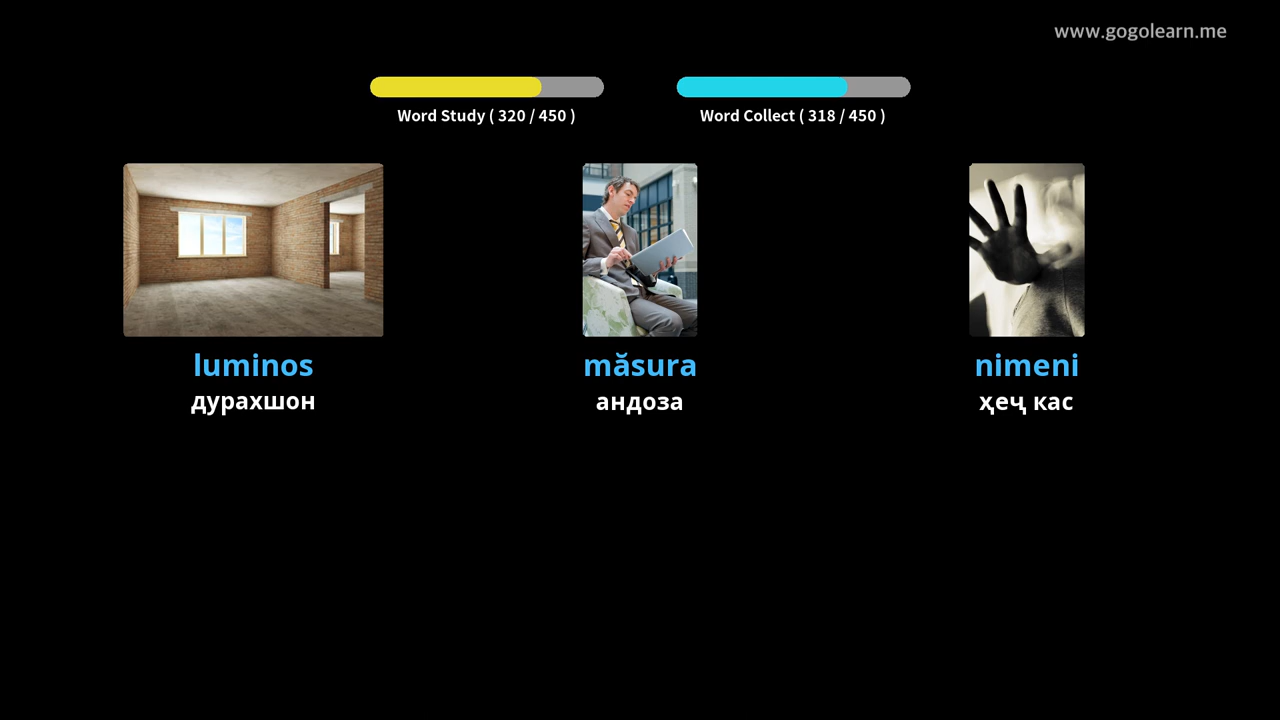 www.gogolearn.me
Word Study ( 320 / 450 )
Word Collect ( 318 / 450 )
luminos
дурахшон
măsura
андоза
nimeni
ҳеҷ кас